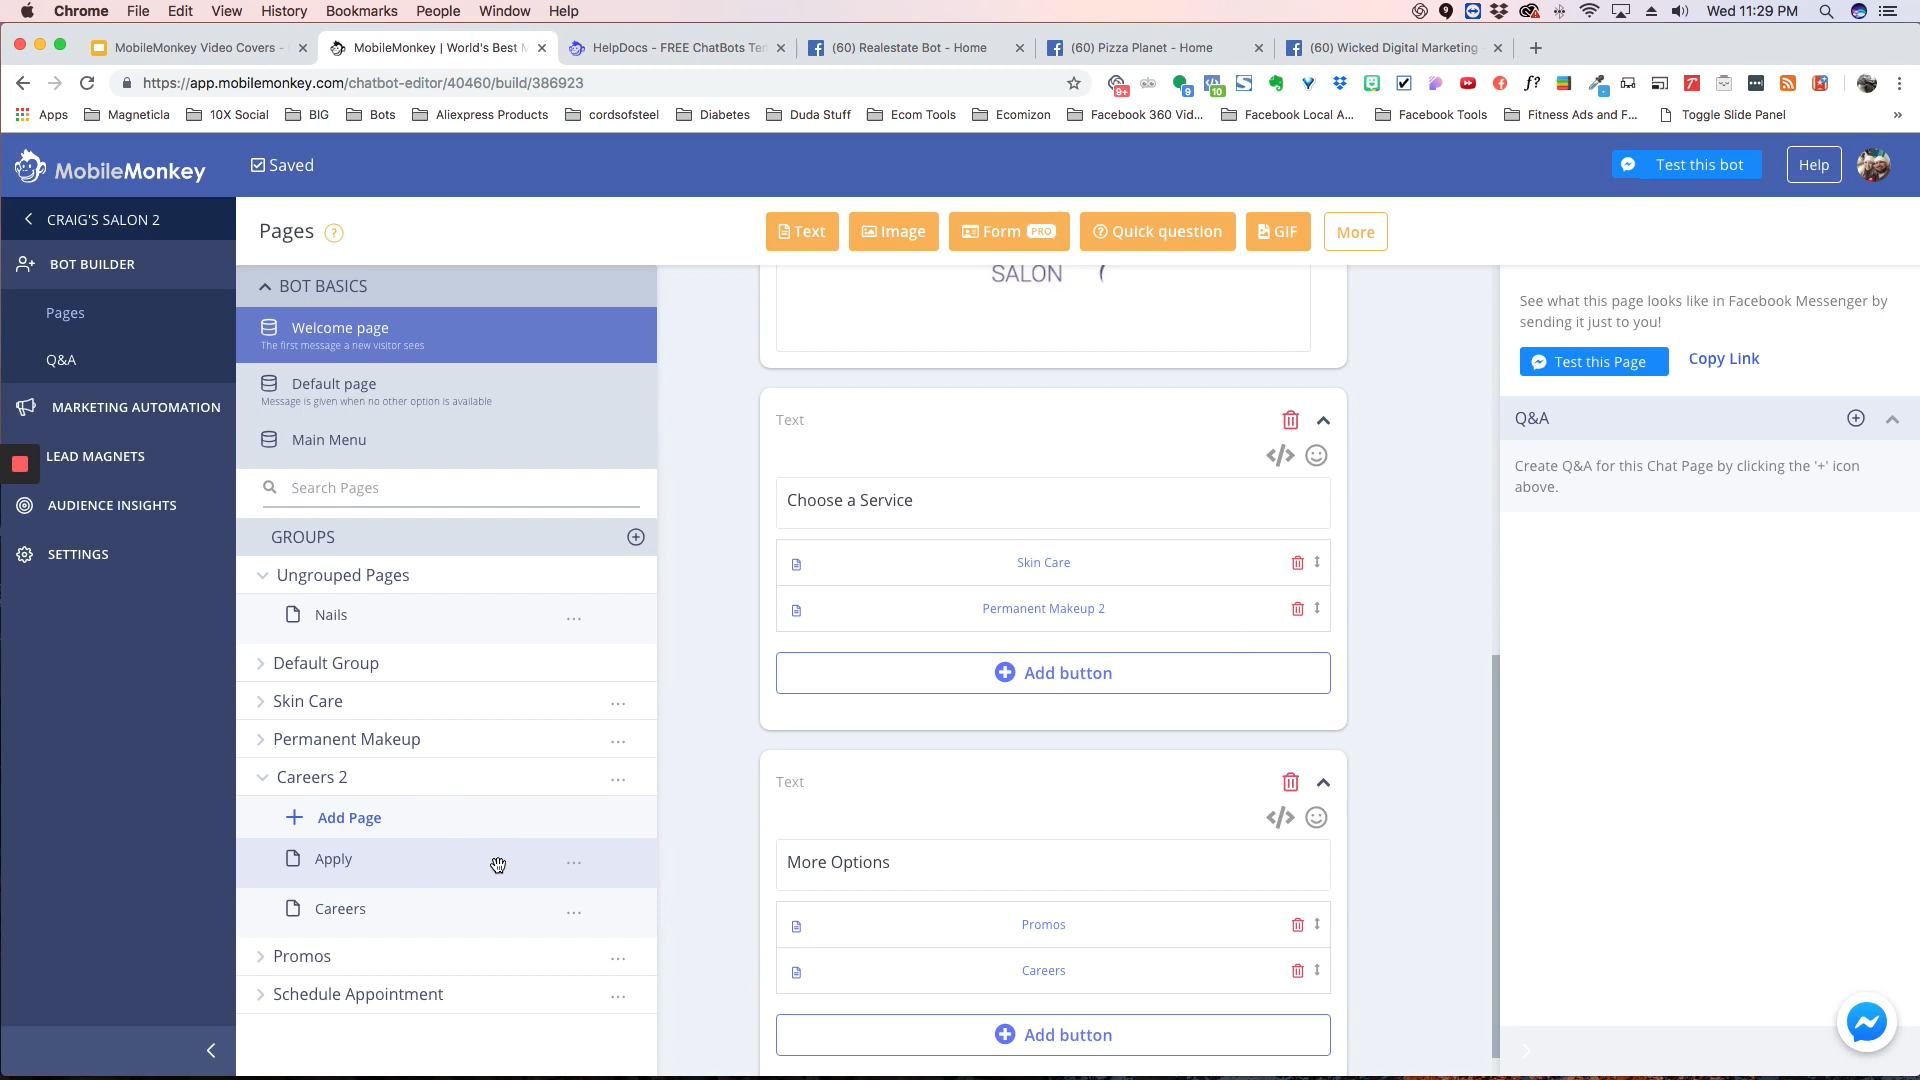 Chrome File Edit View History Bookmarks People Window Help
Wed 11:29 PM
MobileMonkey Video Covers -
MobileMonkey | World's Best M
HelpDocs - FREE ChatBots Ten
(60) Realestate Bot - Home
(60) Pizza Planet - Home
(60) Wicked Digital Marketing
https://app.mobilemonkey.com/chatbot-editor/40460/build/386923
9+
9
10
f?
Apps Magneticla 10X Social BIG Bots Aliexpress Products cordsofsteel Diabetes Duda Stuff Ecom Tools Ecomizon Facebook 360 Vid... Facebook Local A... Facebook Tools Fitness Ads and F... Toggle Slide Panel »
MobileMonkey
Saved
Test this bot
Help
CRAIG'S SALON 2
BOT BUILDER
Pages
Q&A
MARKETING AUTOMATION
LEAD MAGNETS
AUDIENCE INSIGHTS
SETTINGS
Pages ?
Text
Image
Form PRO
Quick question
GIF
More
BOT BASICS
Welcome page
The first message a new visitor sees
Default page
Message is given when no other option is available
Main Menu
Search Pages
GROUPS
Ungrouped Pages
Nails
...
Default Group
Skin Care
...
Permanent Makeup
...
Careers 2
...
Add Page
Apply
...
Careers
...
Promos
...
Schedule Appointment
...
SALON
Text
Choose a Service
Skin Care
Permanent Makeup 2
Add button
Text
More Options
Promos
Careers
Add button
See what this page looks like in Facebook Messenger by
sending it just to you!
Test this Page
Copy Link
Q&A
Create Q&A for this Chat Page by clicking the '+' icon
above.